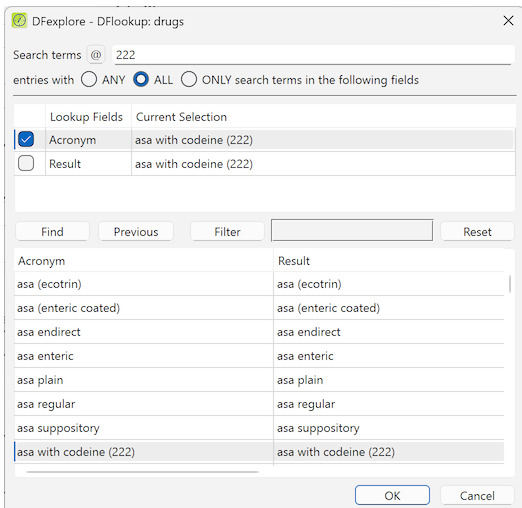 DFexplore - DFlookup: drugs
Search terms @ 222
entries with ANY ALL ONLY search terms in the following fields
Lookup Fields Current Selection
Acronym asa with codeine (222)
Result asa with codeine (222)
Find Previous Filter Reset
Acronym Result
asa (ecotrin) asa (ecotrin)
asa (enteric coated) asa (enteric coated)
asa endirect asa endirect
asa enteric asa enteric
asa plain asa plain
asa regular asa regular
asa suppository asa suppository
asa with codeine (222) asa with codeine (222)
OK Cancel